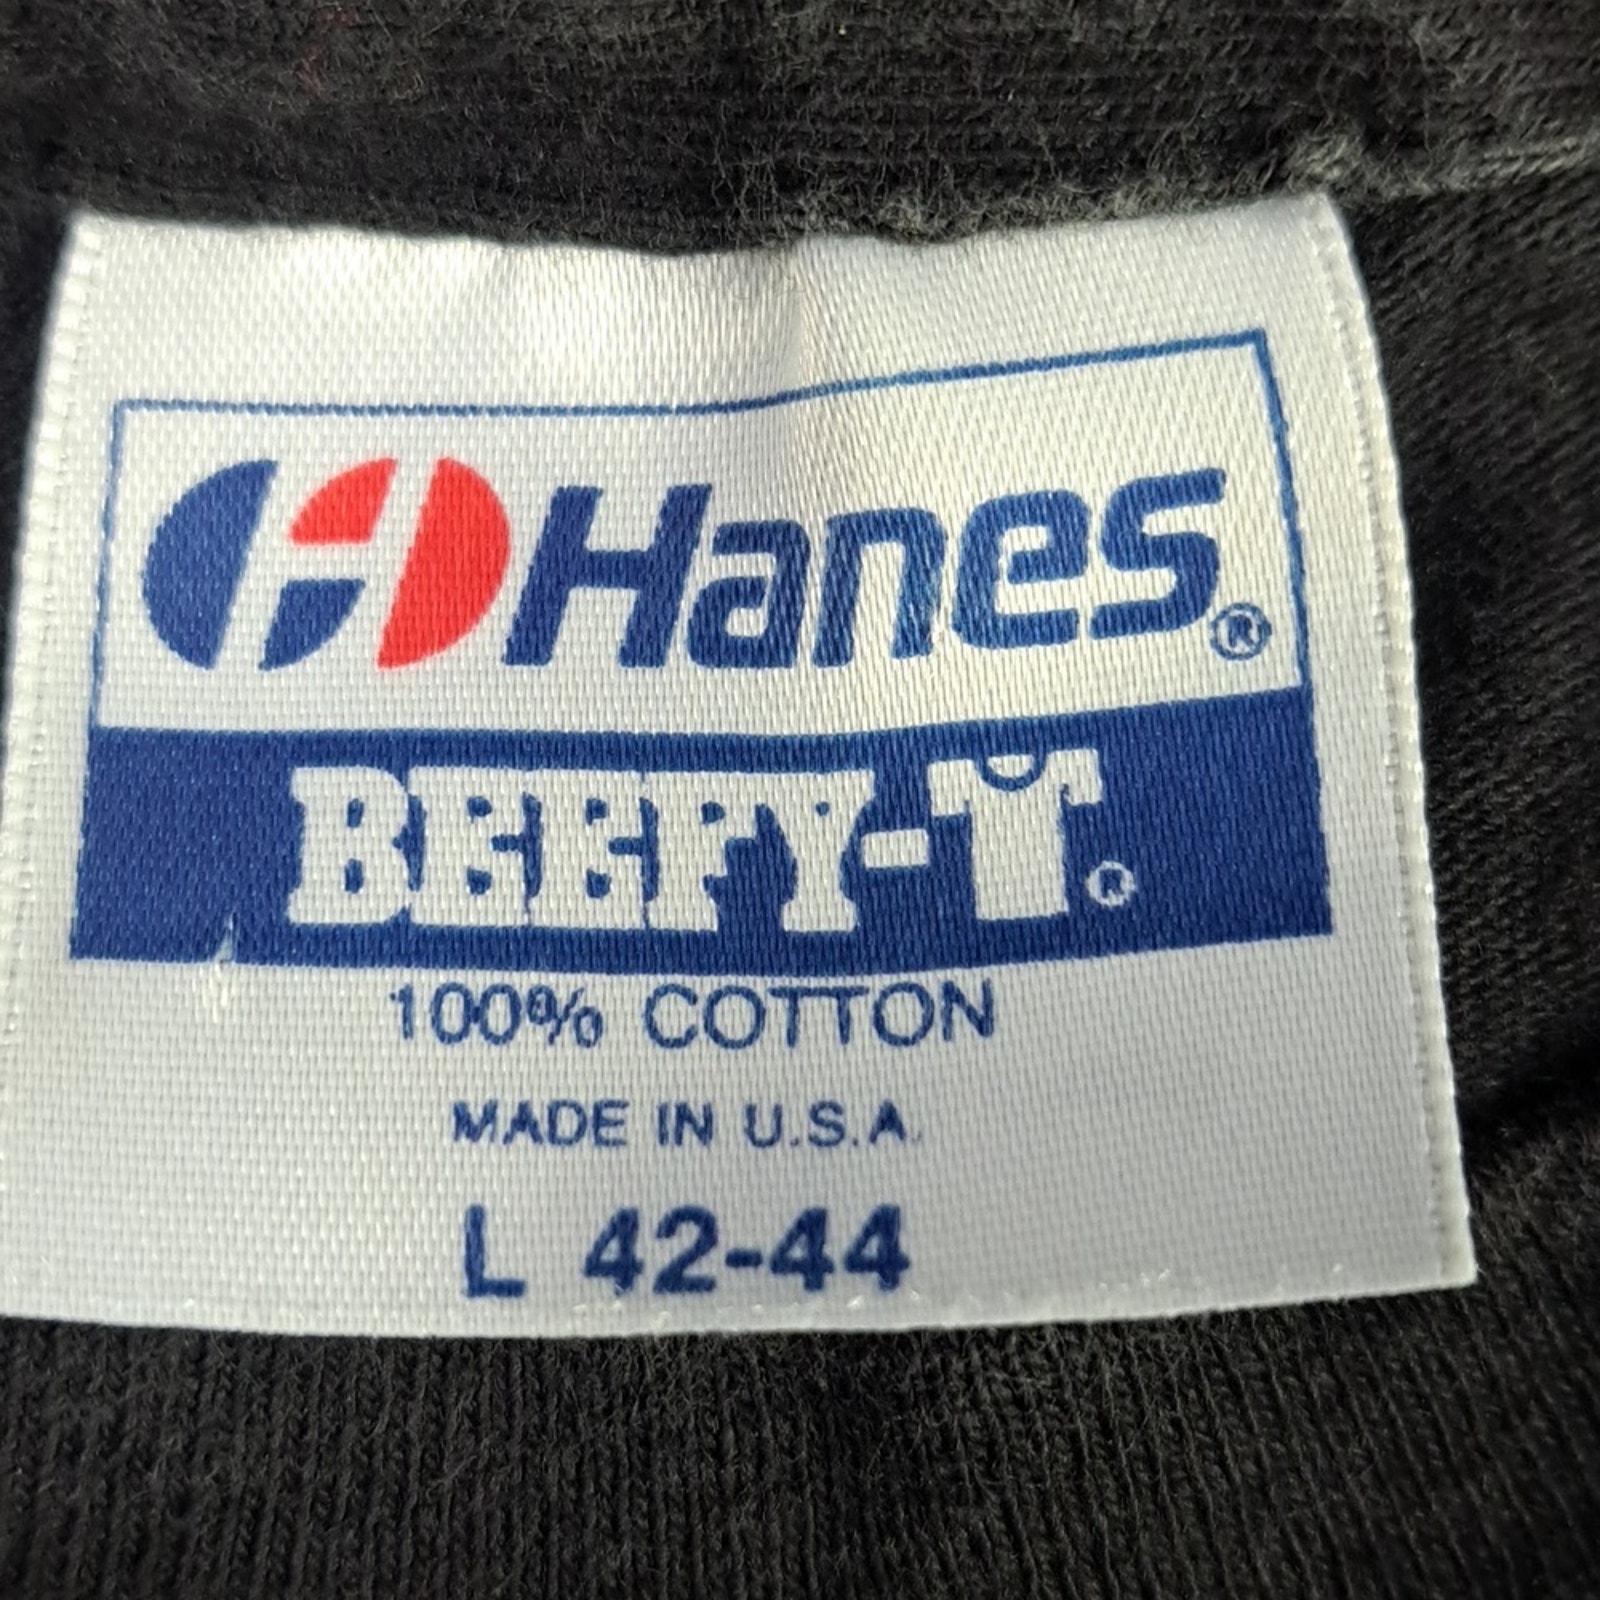 Hanes®
BEEFY-T®
100% COTTON
MADE IN U.S.A.
L 42-44